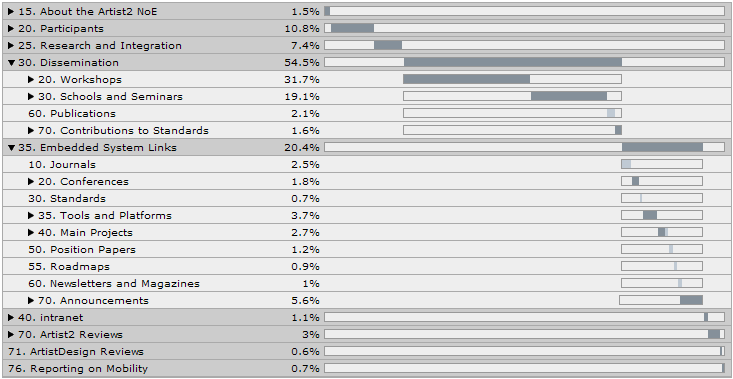 15. About the Artist2 NoE 1.5%
20. Participants 10.8%
25. Research and Integration 7.4%
30. Dissemination 54.5%
20. Workshops 31.7%
30. Schools and Seminars 19.1%
60. Publications 2.1%
70. Contributions to Standards 1.6%
35. Embedded System Links 20.4%
10. Journals 2.5%
20. Conferences 1.8%
30. Standards 0.7%
35. Tools and Platforms 3.7%
40. Main Projects 2.7%
50. Position Papers 1.2%
55. Roadmaps 0.9%
60. Newsletters and Magazines 1%
70. Announcements 5.6%
40. intranet 1.1%
70. Artist2 Reviews 3%
71. ArtistDesign Reviews 0.6%
76. Reporting on Mobility 0.7%